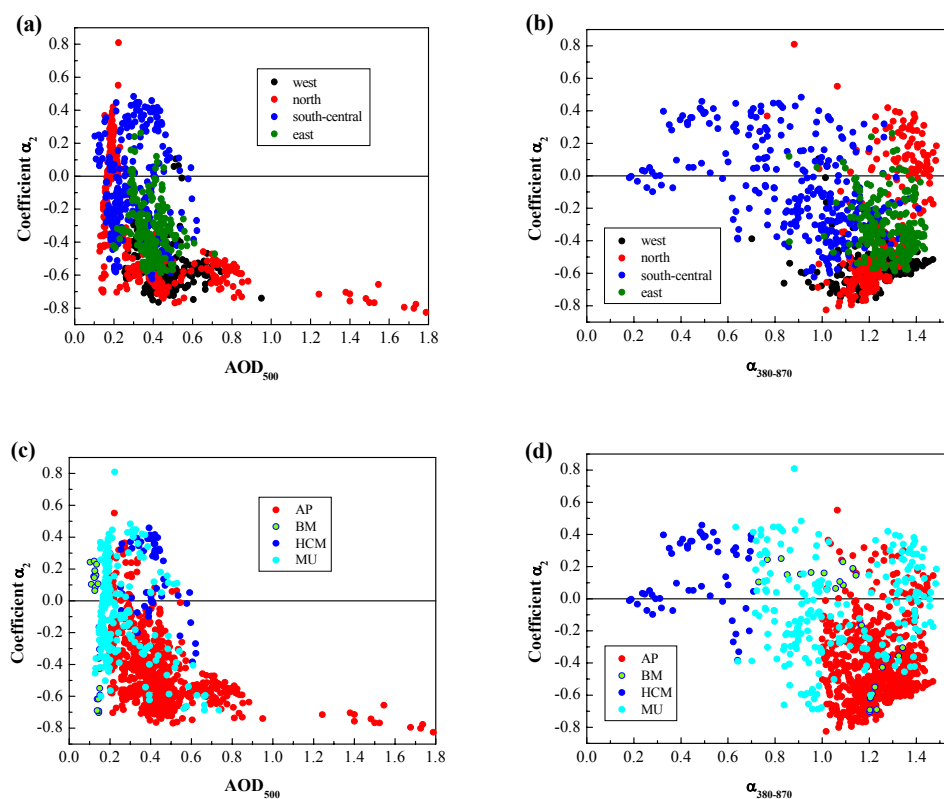 (a)
Coefficient α₂
0.8
0.6
0.4
0.2
0.0
-0.2
-0.4
-0.6
-0.8
west
north
south-central
east
0.0 0.2 0.4 0.6 0.8 1.0 1.2 1.4 1.6 1.8
AOD₅₀₀
(b)
Coefficient α₂
0.8
0.6
0.4
0.2
0.0
-0.2
-0.4
-0.6
-0.8
west
north
south-central
east
0.0 0.2 0.4 0.6 0.8 1.0 1.2 1.4
α₃₈₀₋₈₇₀
(c)
Coefficient α₂
0.8
0.6
0.4
0.2
0.0
-0.2
-0.4
-0.6
-0.8
AP
BM
HCM
MU
0.0 0.2 0.4 0.6 0.8 1.0 1.2 1.4 1.6 1.8
AOD₅₀₀
(d)
Coefficient α₂
0.8
0.6
0.4
0.2
0.0
-0.2
-0.4
-0.6
-0.8
AP
BM
HCM
MU
0.0 0.2 0.4 0.6 0.8 1.0 1.2 1.4
α₃₈₀₋₈₇₀